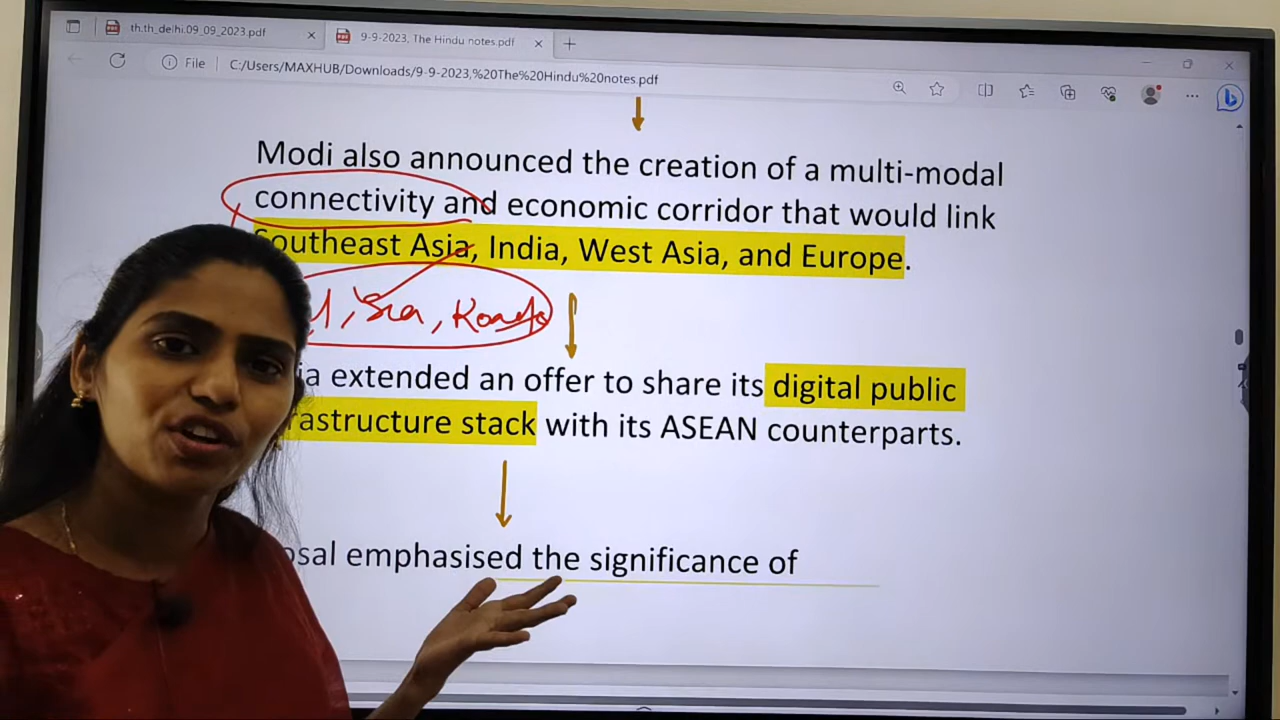 th.th_delhi.09_09_2023.pdf
9-9-2023, The Hindu notes.pdf
File
C:/Users/MAXHUB/Downloads/9-9-2023,%20The%20Hindu%20notes.pdf
Modi also announced the creation of a multi-modal
connectivity and economic corridor that would link
Southeast Asia, India, West Asia, and Europe.
ia extended an offer to share its digital public
rastructure stack with its ASEAN counterparts.
osal emphasised the significance of